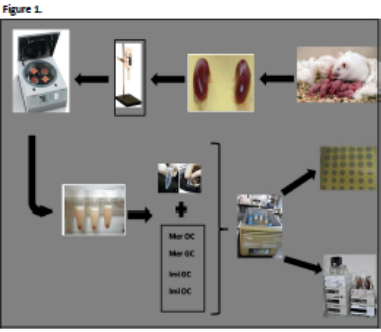 Figure 1.
Mer OC
Mer GC
Imi GC
Imi OC